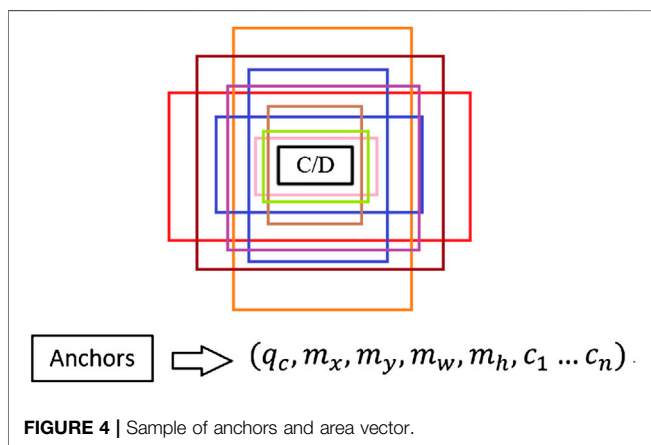 C/D
Anchors (q_c, m_x, m_y, m_w, m_h, c_1 ... c_n)
FIGURE 4 | Sample of anchors and area vector.